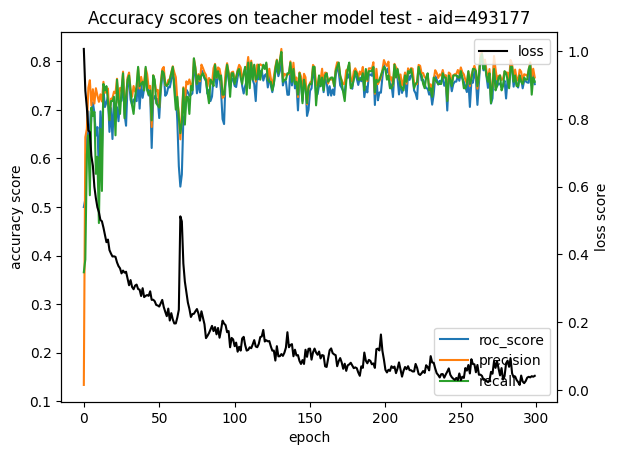 Accuracy scores on teacher model test - aid=493177
loss
accuracy score
0.8
0.7
0.6
0.5
0.4
0.3
0.2
0.1
1.0
0.8
0.6
0.4
0.2
0.0
loss score
roc_score
precision
recall
0 50 100 150 200 250 300
epoch